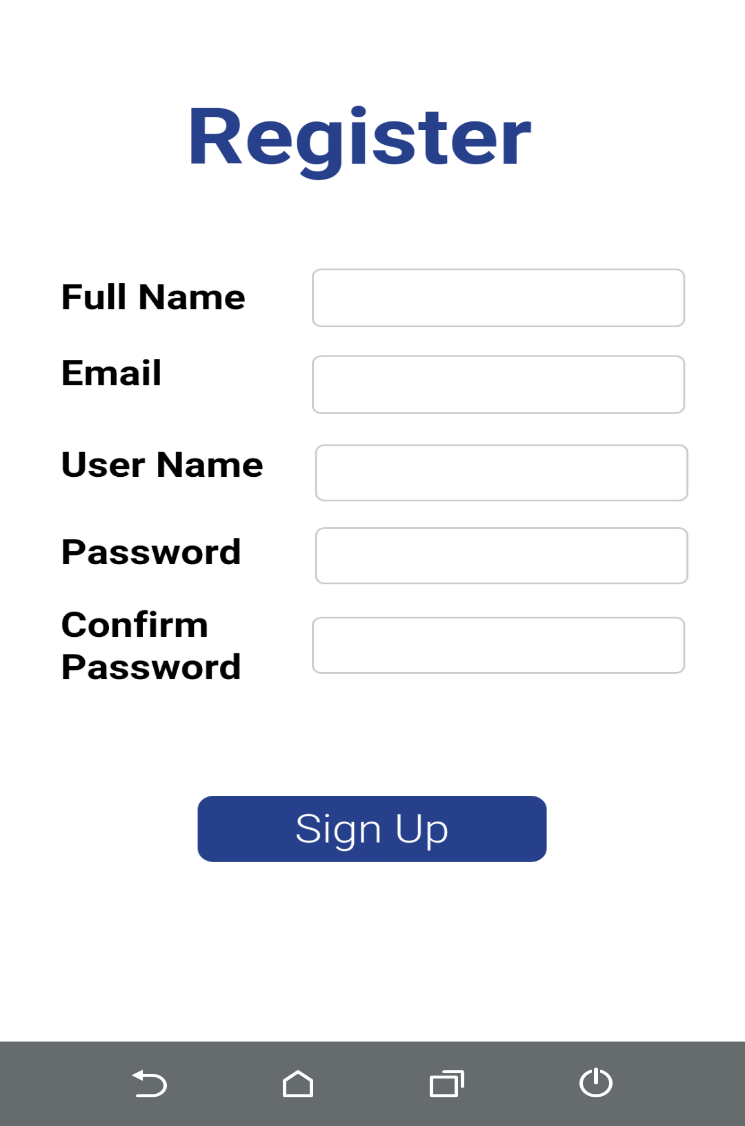 Register
Full Name
Email
User Name
Password
Confirm
Password
Sign Up